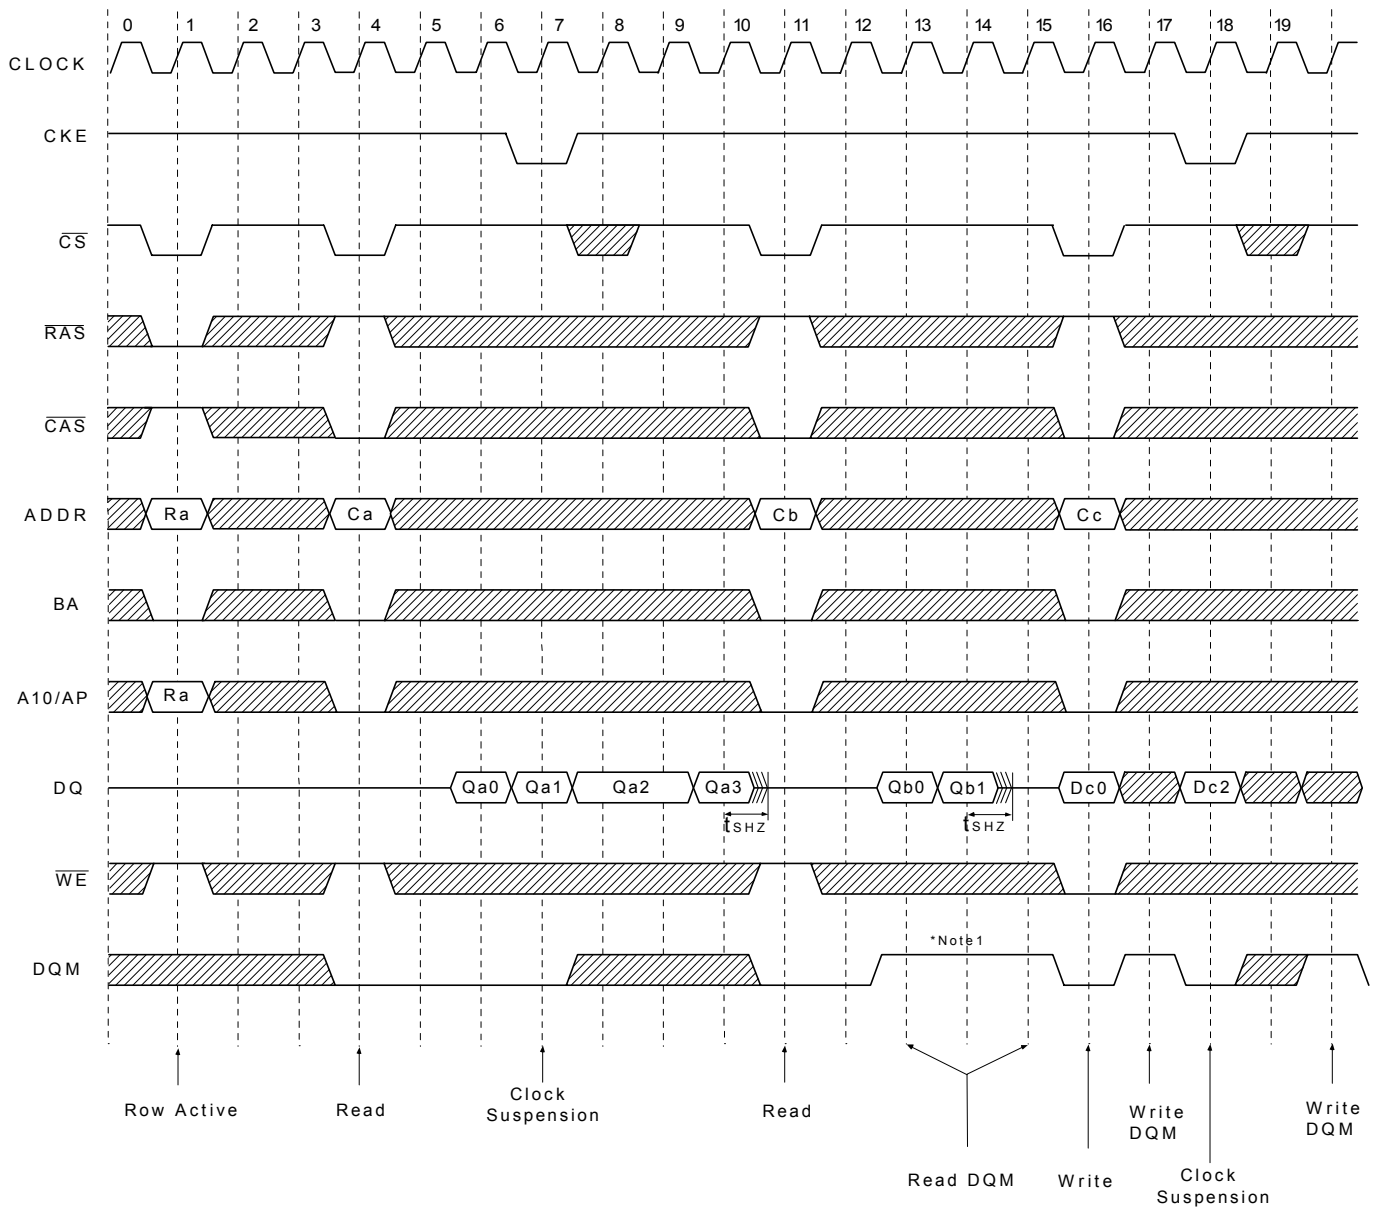 0 1 2 3 4 5 6 7 8 9 10 11 12 13 14 15 16 17 18 19
CLOCK
CKE
CS
RAS
CAS
ADDR Ra Ca Cb Cc
BA
A10/AP Ra
DQ Qa0 Qa1 Qa2 Qa3 Qb0 Qb1 Dc0 Dc2
tSHZ tSHZ
WE
*Note1
DQM
Row Active
Read
Clock
Suspension
Read
Read DQM
Write
Write
DQM
Clock
Suspension
Write
DQM